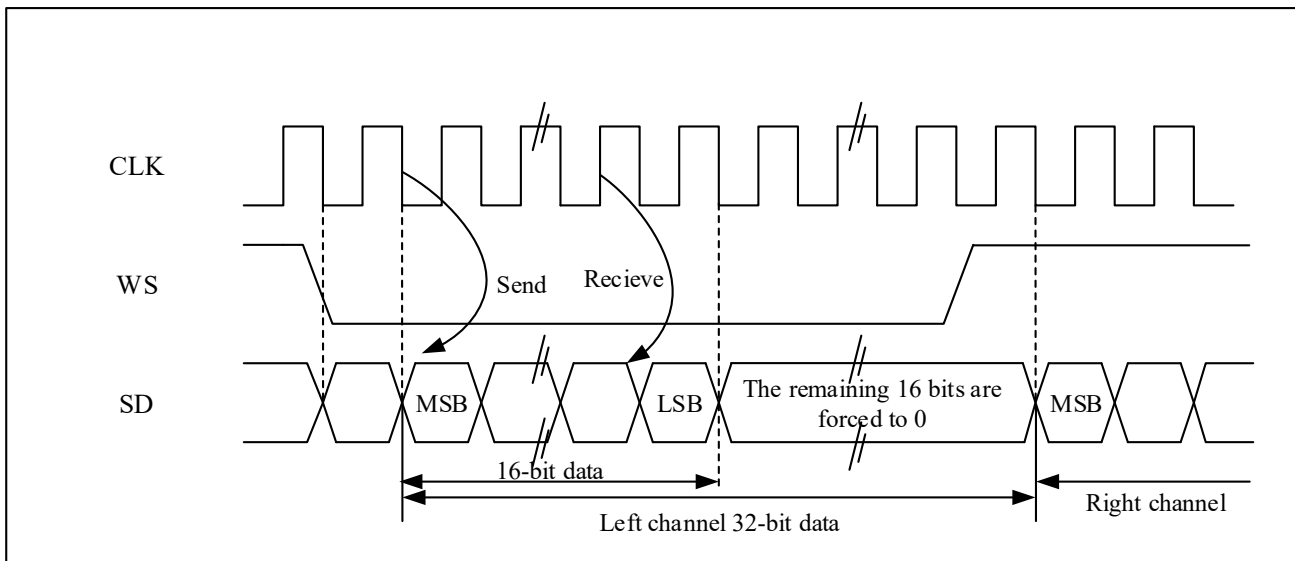 CLK
WS
Send
Recieve
SD
MSB
LSB
The remaining 16 bits are
forced to 0
MSB
16-bit data
Left channel 32-bit data
Right channel